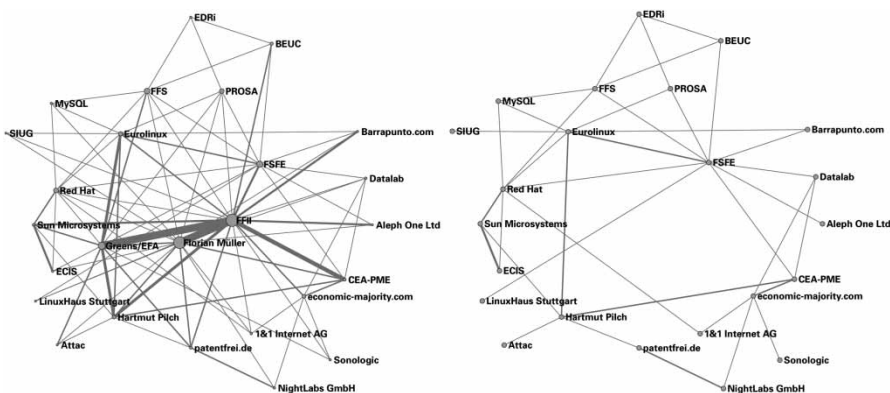 EDRi
BEUC
FFS
PROSA
MySQL
SIUG
Eurolinux
Barrapunto.com
FSFE
Datalab
Red Hat
FFII
Sun Microsystems
Aleph One Ltd
Greens/EFA
Florian Müller
ECIS
CEA-PME
LinuxHaus Stuttgart
economic-majority.com
Hartmut Pilch
1&1 Internet AG
Attac
patentfrei.de
Sonologic
NightLabs GmbH
EDRi
BEUC
FFS
PROSA
MySQL
SIUG
Eurolinux
Barrapunto.com
FSFE
Datalab
Red Hat
Sun Microsystems
Aleph One Ltd
ECIS
CEA-PME
LinuxHaus Stuttgart
economic-majority.com
Hartmut Pilch
1&1 Internet AG
Attac
patentfrei.de
Sonologic
NightLabs GmbH